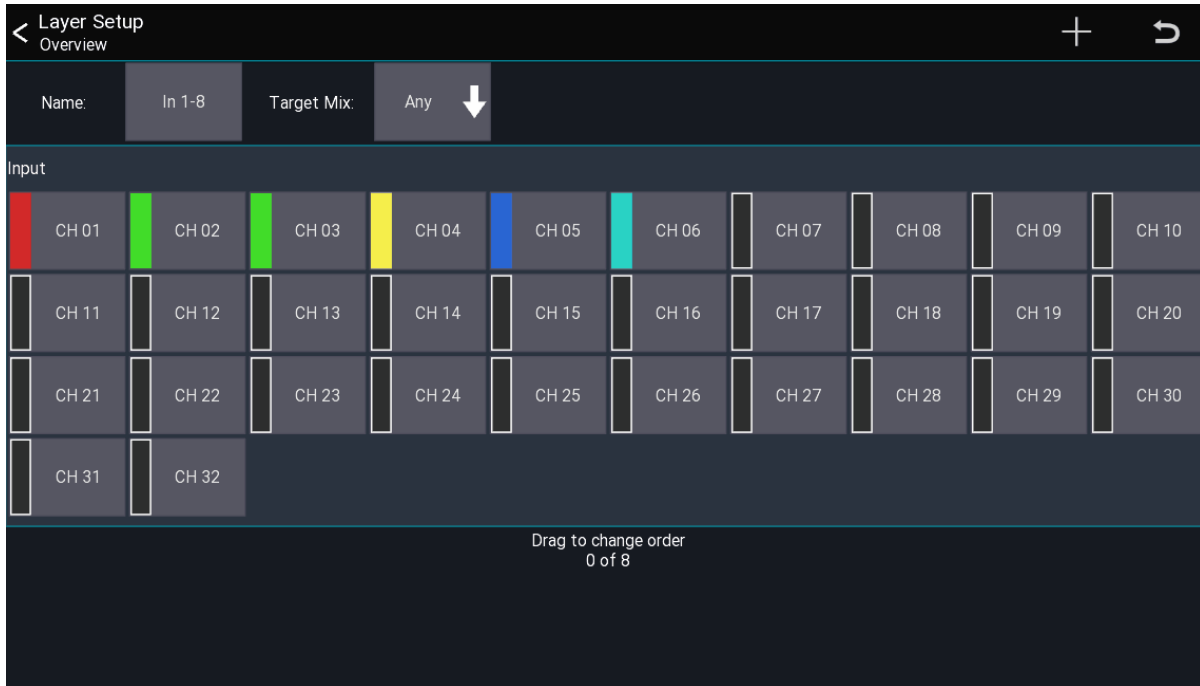 Layer Setup
Overview
Name: In 1-8 Target Mix: Any
Input
CH 01 CH 02 CH 03 CH 04 CH 05 CH 06 CH 07 CH 08 CH 09 CH 10
CH 11 CH 12 CH 13 CH 14 CH 15 CH 16 CH 17 CH 18 CH 19 CH 20
CH 21 CH 22 CH 23 CH 24 CH 25 CH 26 CH 27 CH 28 CH 29 CH 30
CH 31 CH 32
Drag to change order
0 of 8